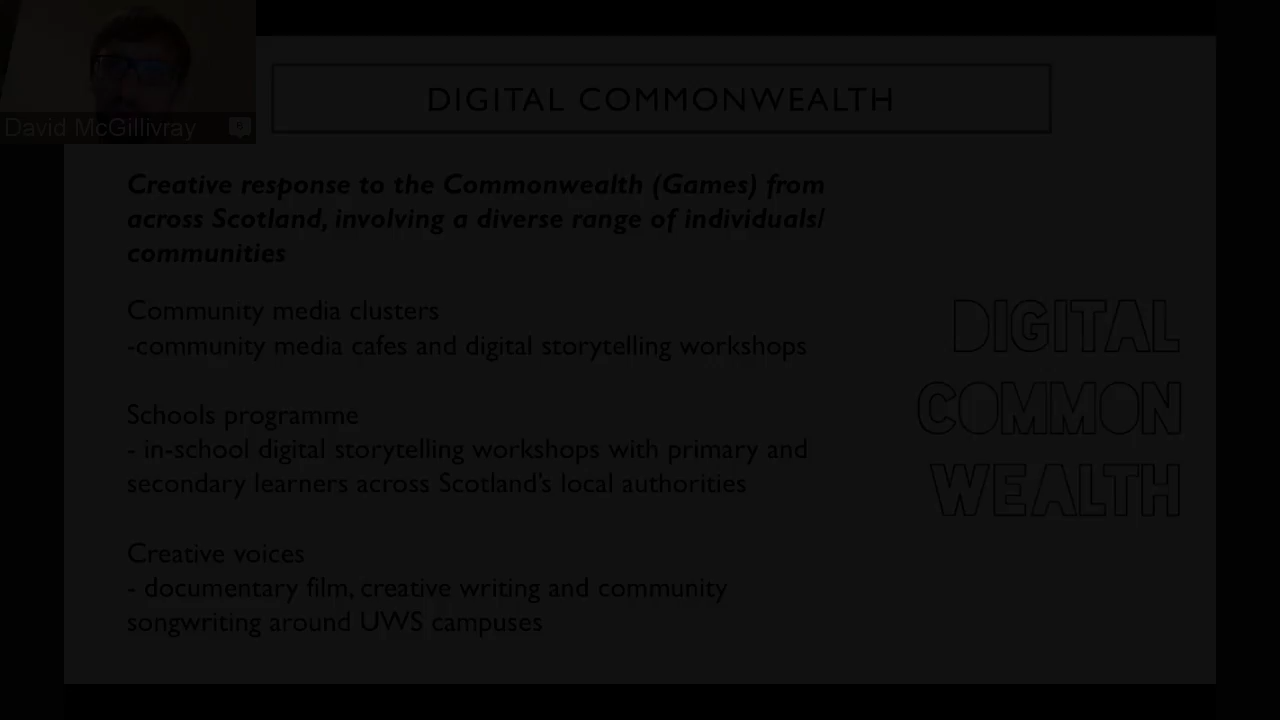 David McGillivray
DIGITAL COMMONWEALTH
Creative response to the Commonwealth (Games) from
across Scotland, involving a diverse range of individuals/
communities
Community media clusters
-community media cafes and digital storytelling workshops
Schools programme
- in-school digital storytelling workshops with primary and
secondary learners across Scotland's local authorities
Creative voices
- documentary film, creative writing and community
songwriting around UWS campuses
DIGITAL
COMMON
WEALTH